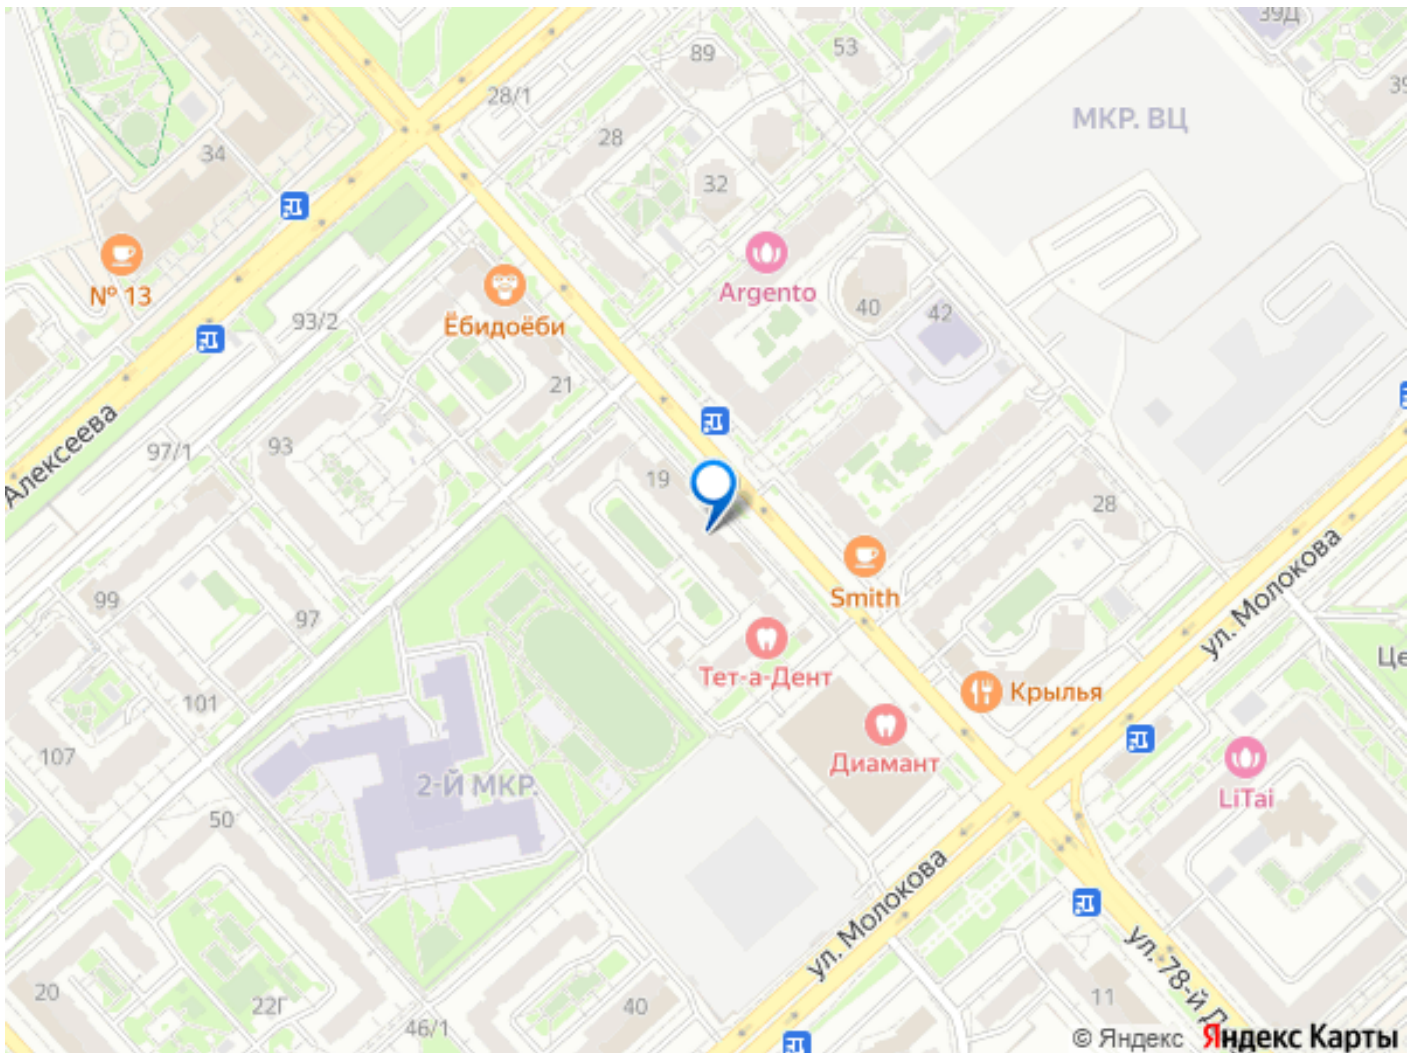 39Д
53
89
39
28/1
МКР. ВЦ
28
34
32
№ 13
Argento
40
42
93/2
Ёбидоёби
21
Алексеева
97/1
93
19
28
ул. Молокова
Smith
99
97
Це
Тет-а-Дент
Крылья
101
107
Диамант
2-Й МКР.
LiTai
50
ул. Молокова
ул. 78-й Д
20
22Г
46/1
40
11
© Яндекс Яндекс Карты